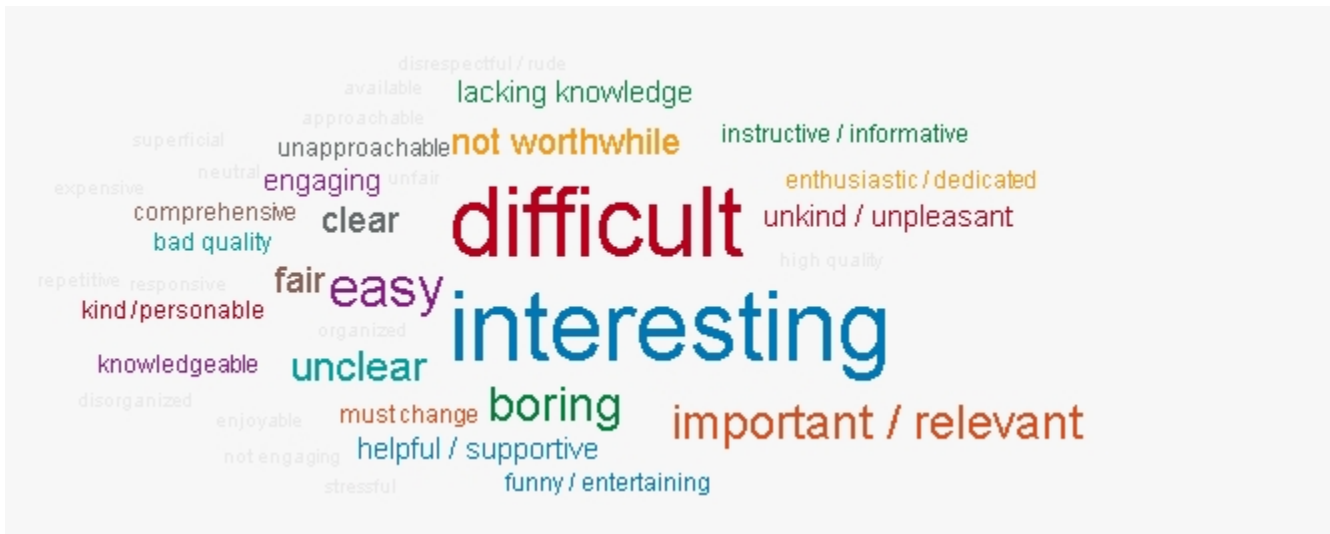 disrespectful / rude
available
lacking knowledge
approachable
superficial
unapproachable
not worthwhile
instructive / informative
neutral
engaging
unfair
enthusiastic / dedicated
expensive
comprehensive
clear
difficult
unkind / unpleasant
bad quality
high quality
repetitive
responsive
fair
easy
kind / personable
interesting
organized
knowledgeable
unclear
disorganized
enjoyable
must change
boring
important / relevant
not engaging
helpful / supportive
stressful
funny / entertaining